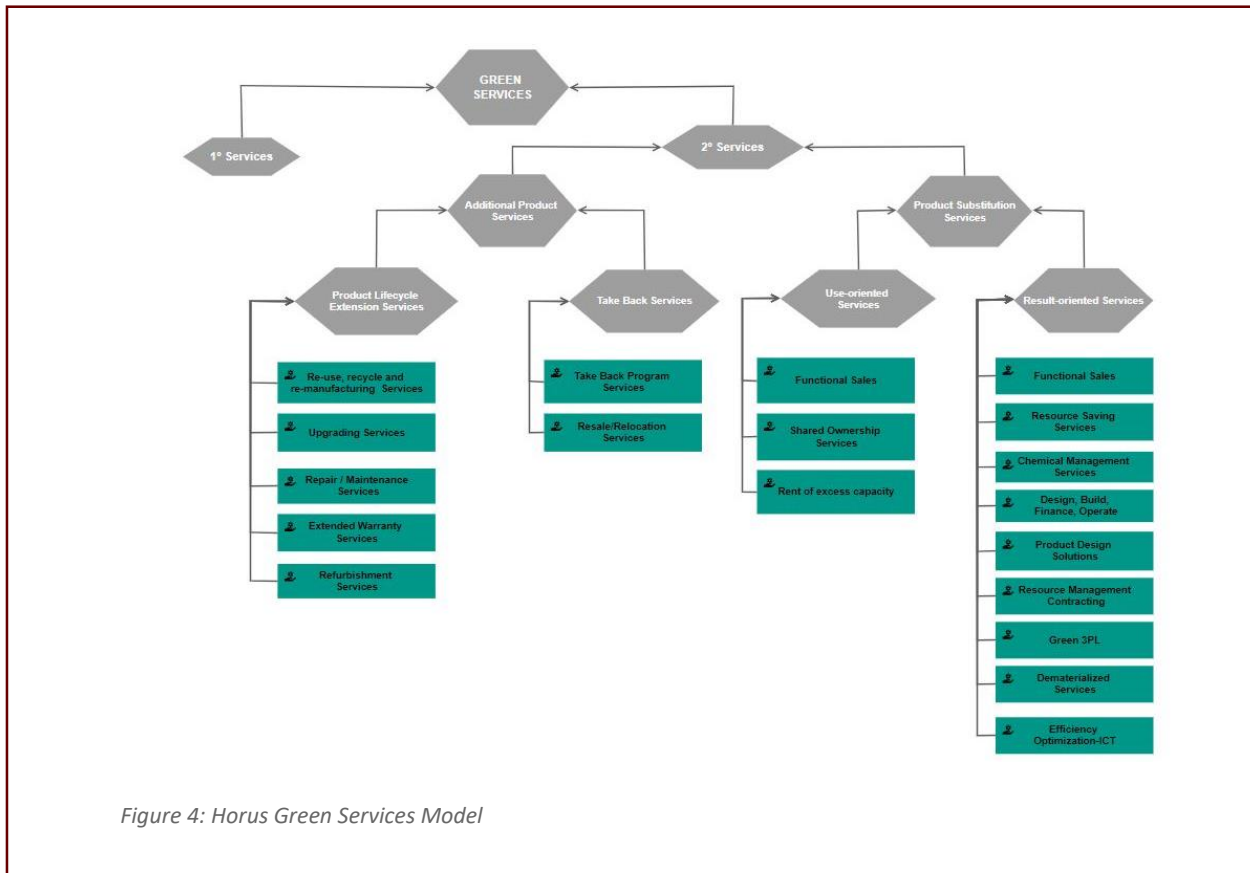 GREEN
SERVICES
1° Services
2° Services
Additional Product
Services
Product Substitution
Services
Product Lifecycle
Extension Services
Take Back Services
Use-oriented
Services
Result-oriented Services
Re-use, recycle and
re-manufacturing Services
Upgrading Services
Repair / Maintenance
Services
Extended Warranty
Services
Refurbishment
Services
Take Back Program
Services
Resale/Relocation
Services
Functional Sales
Shared Ownership
Services
Rent of excess capacity
Functional Sales
Resource Saving
Services
Chemical Management
Services
Design, Build,
Finance, Operate
Product Design
Solutions
Resource Management
Contracting
Green 3PL
Dematerialized
Services
Efficiency
Optimization-ICT
Figure 4: Horus Green Services Model